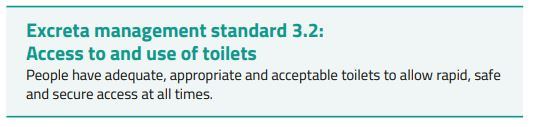 Excreta management standard 3.2:
Access to and use of toilets
People have adequate, appropriate and acceptable toilets to allow rapid, safe
and secure access at all times.